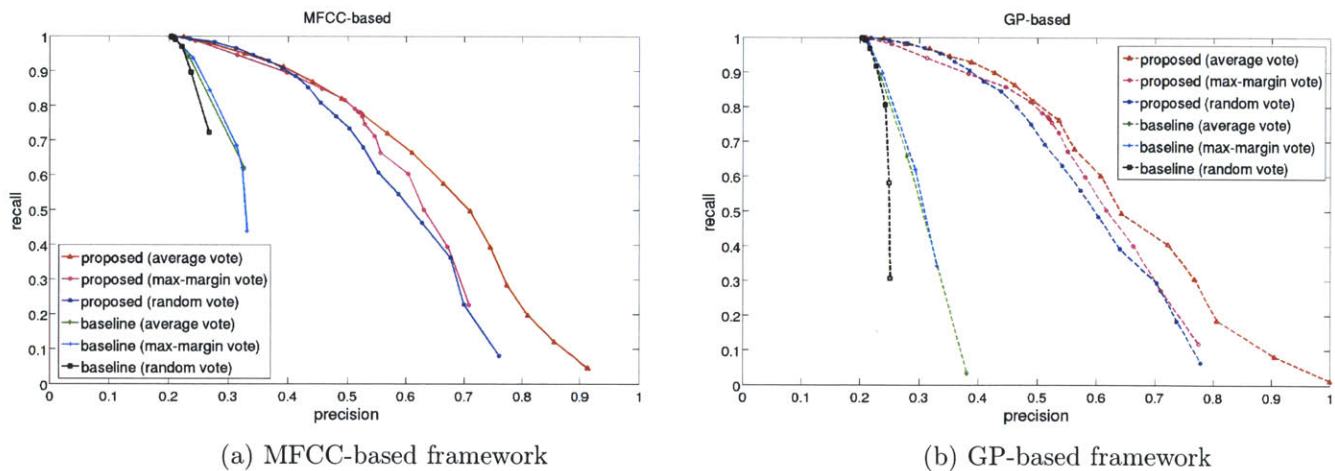 MFCC-based
1
0.9
0.8
0.7
0.6
0.5
0.4
0.3
0.2
0.1
0
recall
proposed (average vote)
proposed (max-margin vote)
proposed (random vote)
baseline (average vote)
baseline (max-margin vote)
baseline (random vote)
0 0.1 0.2 0.3 0.4 0.5 0.6 0.7 0.8 0.9 1
precision
(a) MFCC-based framework
GP-based
1
0.9
0.8
0.7
0.6
0.5
0.4
0.3
0.2
0.1
0
recall
proposed (average vote)
proposed (max-margin vote)
proposed (random vote)
baseline (average vote)
baseline (max-margin vote)
baseline (random vote)
0 0.1 0.2 0.3 0.4 0.5 0.6 0.7 0.8 0.9 1
precision
(b) GP-based framework